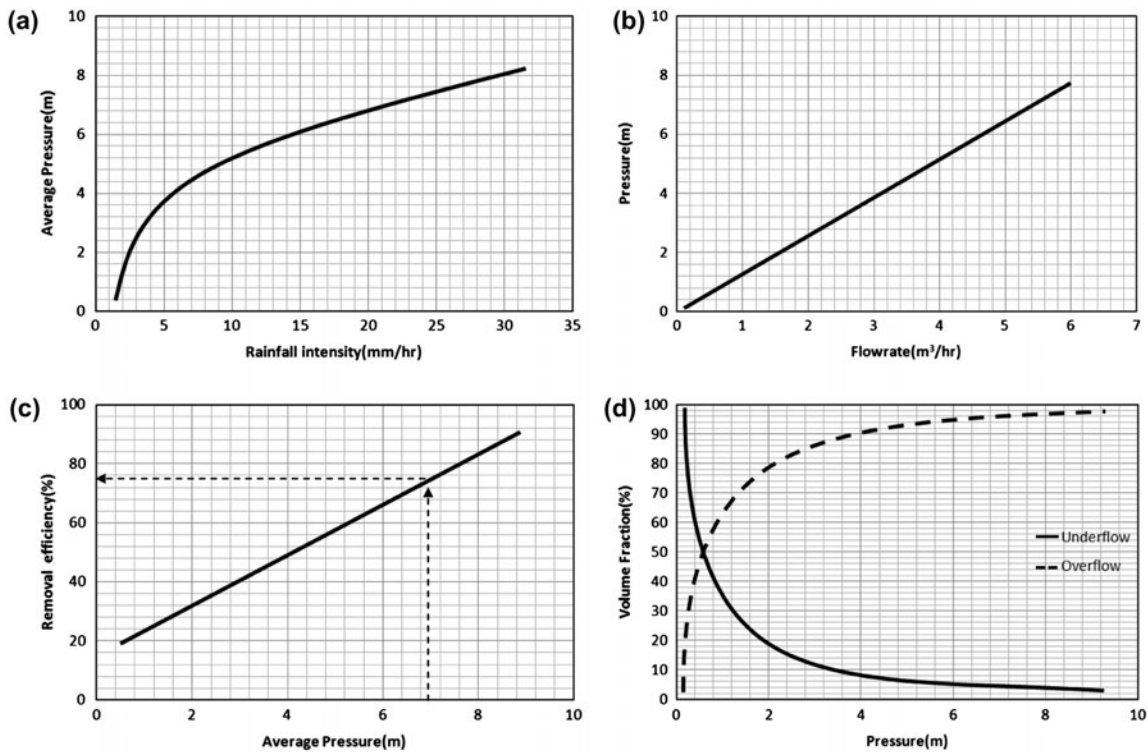 (a)
10
8
6
4
2
0
Average Pressure(m)
0 5 10 15 20 25 30 35
Rainfall intensity(mm/hr)
(b)
10
8
6
4
2
0
Pressure(m)
0 1 2 3 4 5 6 7
Flowrate(m³/hr)
(c)
100
80
60
40
20
0
Removal efficiency(%)
0 2 4 6 8 10
Average Pressure(m)
(d)
100
90
80
70
60
50
40
30
20
10
0
Volume Fraction(%)
Underflow
Overflow
0 2 4 6 8 10
Pressure(m)